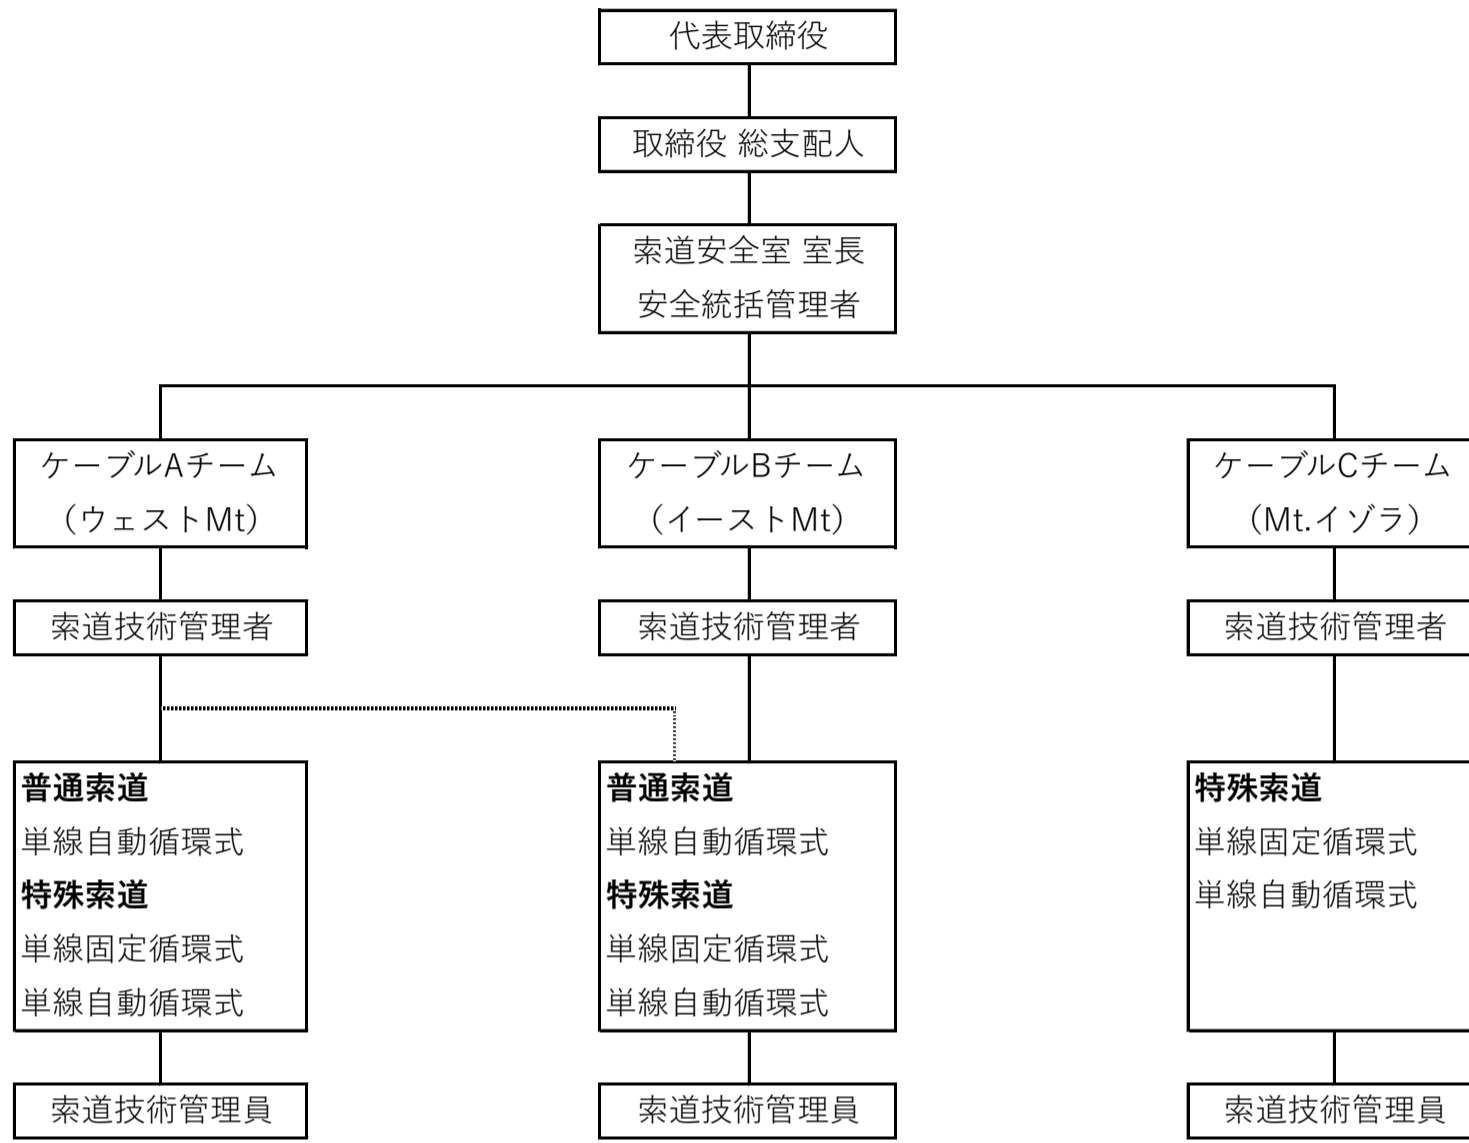 代表取締役
取締役 総支配人
索道安全室 室長
安全統括管理者
ケーブルAチーム
（ウェストMt）
索道技術管理者
普通索道
単線自動循環式
特殊索道
単線固定循環式
単線自動循環式
索道技術管理員
ケーブルBチーム
（イーストMt）
索道技術管理者
普通索道
単線自動循環式
特殊索道
単線固定循環式
単線自動循環式
索道技術管理員
ケーブルCチーム
（Mt.イゾラ）
索道技術管理者
特殊索道
単線固定循環式
単線自動循環式
索道技術管理員